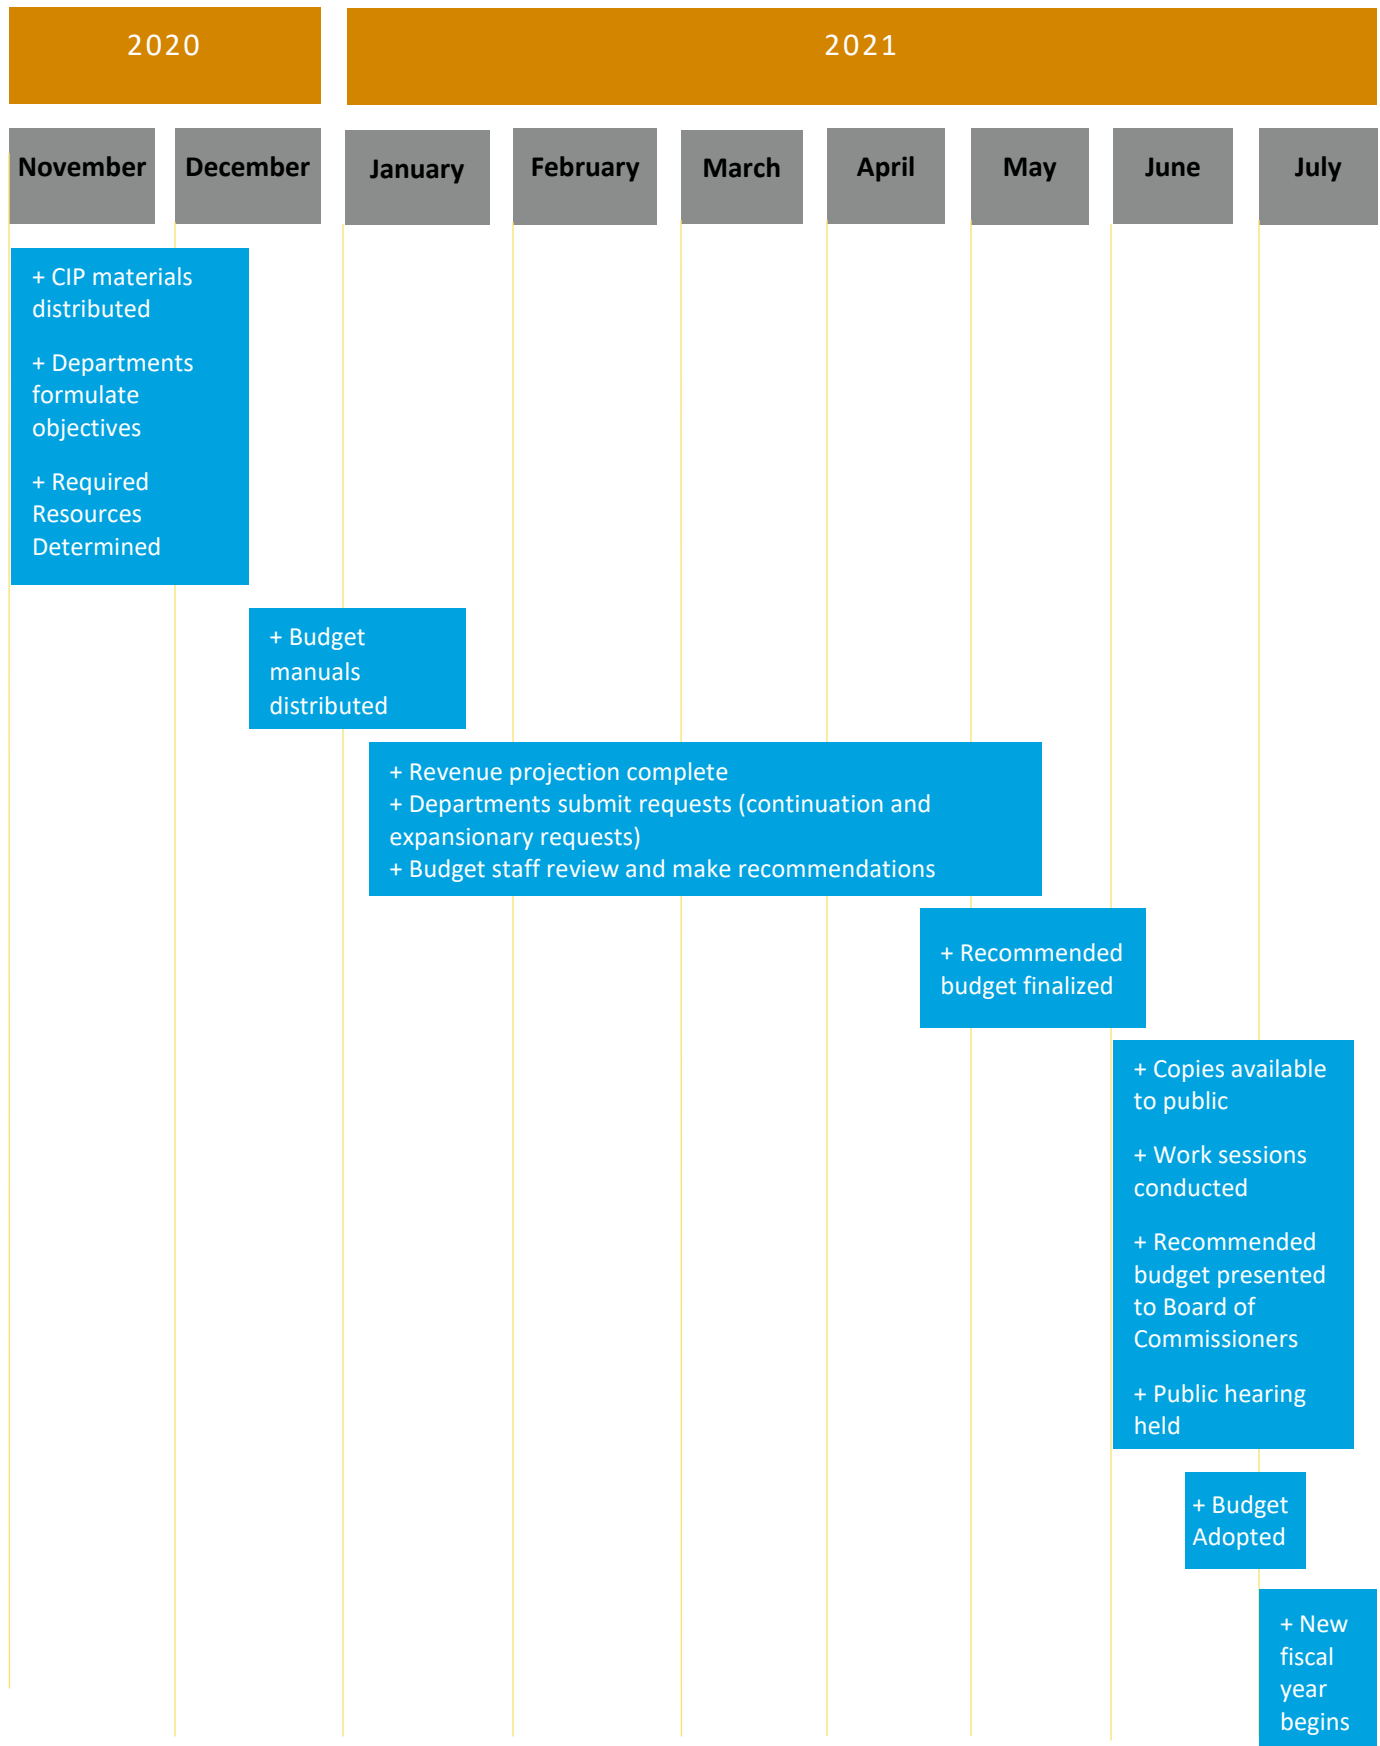 2020
2021
November
December
January
February
March
April
May
June
July
+ CIP materials
distributed
+ Departments
formulate
objectives
+ Required
Resources
Determined
+ Budget
manuals
distributed
+ Revenue projection complete
+ Departments submit requests (continuation and
expansionary requests)
+ Budget staff review and make recommendations
+ Recommended
budget finalized
+ Copies available
to public
+ Work sessions
conducted
+ Recommended
budget presented
to Board of
Commissioners
+ Public hearing
held
+ Budget
Adopted
+ New
fiscal
year
begins